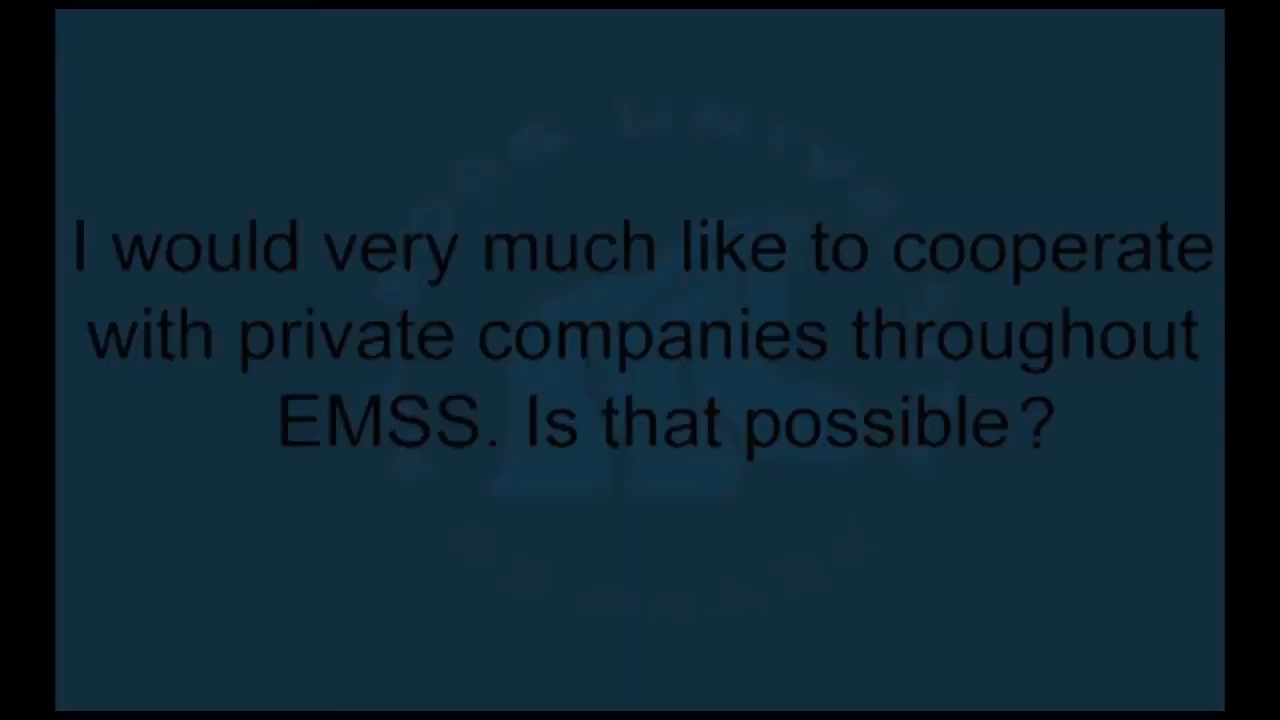 I would very much like to cooperate
with private companies throughout
EMSS. Is that possible?